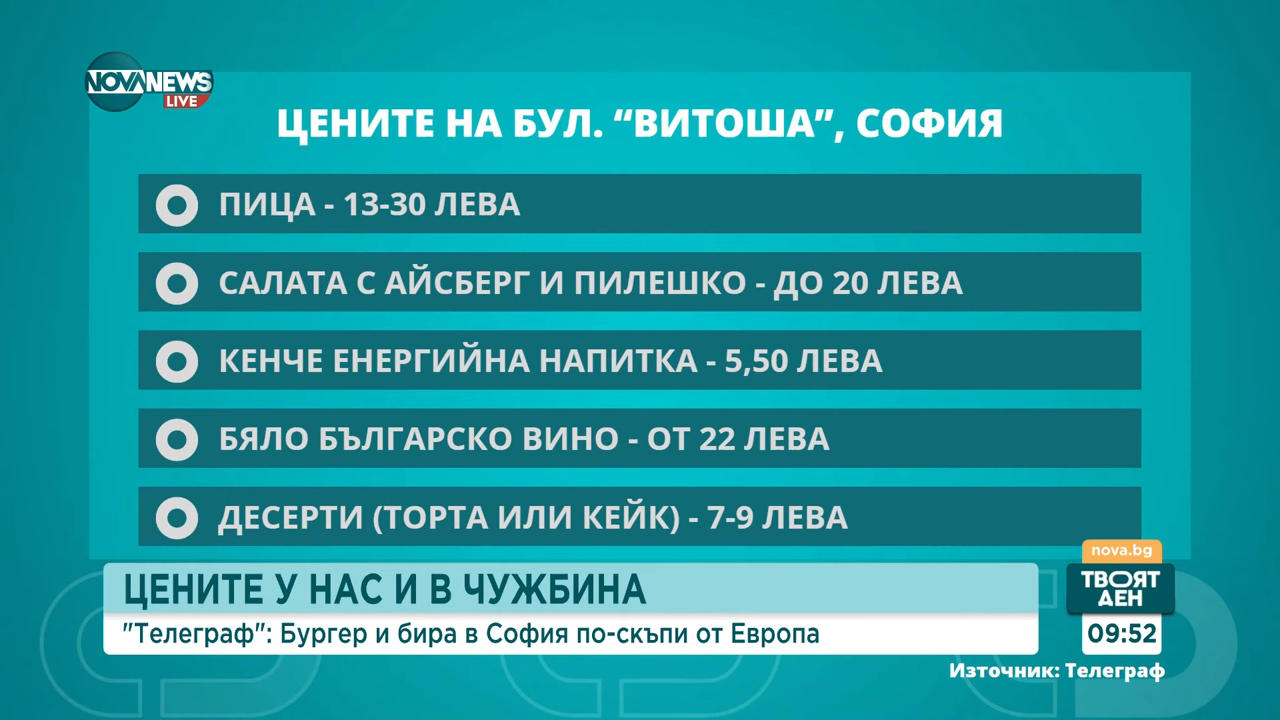 NOVANEWS
LIVE
ЦЕНИТЕ НА БУЛ. “ВИТОША”, СОФИЯ
ПИЦА - 13-30 ЛЕВА
САЛАТА С АЙСБЕРГ И ПИЛЕШКО - ДО 20 ЛЕВА
КЕНЧЕ ЕНЕРГИЙНА НАПИТКА - 5,50 ЛЕВА
БЯЛО БЪЛГАРСКО ВИНО - ОТ 22 ЛЕВА
ДЕСЕРТИ (ТОРТА ИЛИ КЕЙК) - 7-9 ЛЕВА
ЦЕНИТЕ У НАС И В ЧУЖБИНА
"Телеграф": Бургер и бира в София по-скъпи от Европа
nova.bg
ТВОЯТ
ДЕН
09:52
Източник: Телеграф